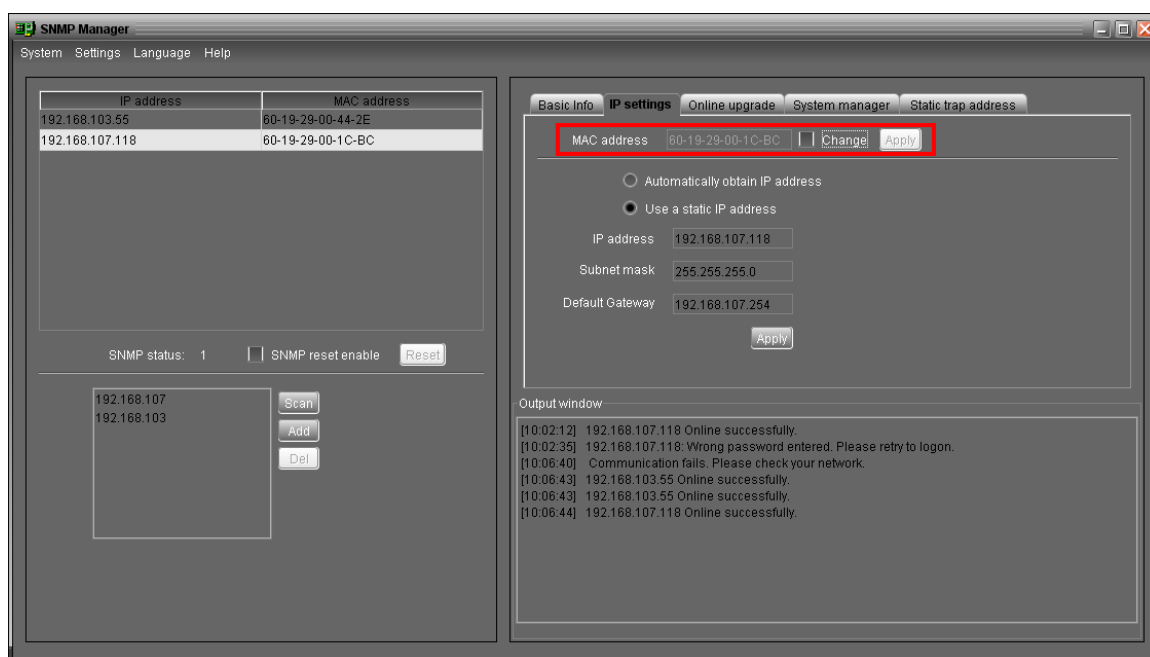 SNMP Manager
System Settings Language Help
IP address MAC address
192.168.103.55 60-19-29-00-44-2E
192.168.107.118 60-19-29-00-1C-BC
SNMP status: 1 SNMP reset enable Reset
192.168.107
192.168.103
Scan
Add
Del
Basic Info IP settings Online upgrade System manager Static trap address
MAC address 60-19-29-00-1C-BC Change Apply
Automatically obtain IP address
Use a static IP address
IP address 192.168.107.118
Subnet mask 255.255.255.0
Default Gateway 192.168.107.254
Apply
Output window
[10:02:12] 192.168.107.118 Online successfully.
[10:02:35] 192.168.107.118: Wrong password entered. Please retry to logon.
[10:06:40] Communication fails. Please check your network.
[10:06:43] 192.168.103.55 Online successfully.
[10:06:43] 192.168.103.55 Online successfully.
[10:06:44] 192.168.107.118 Online successfully.